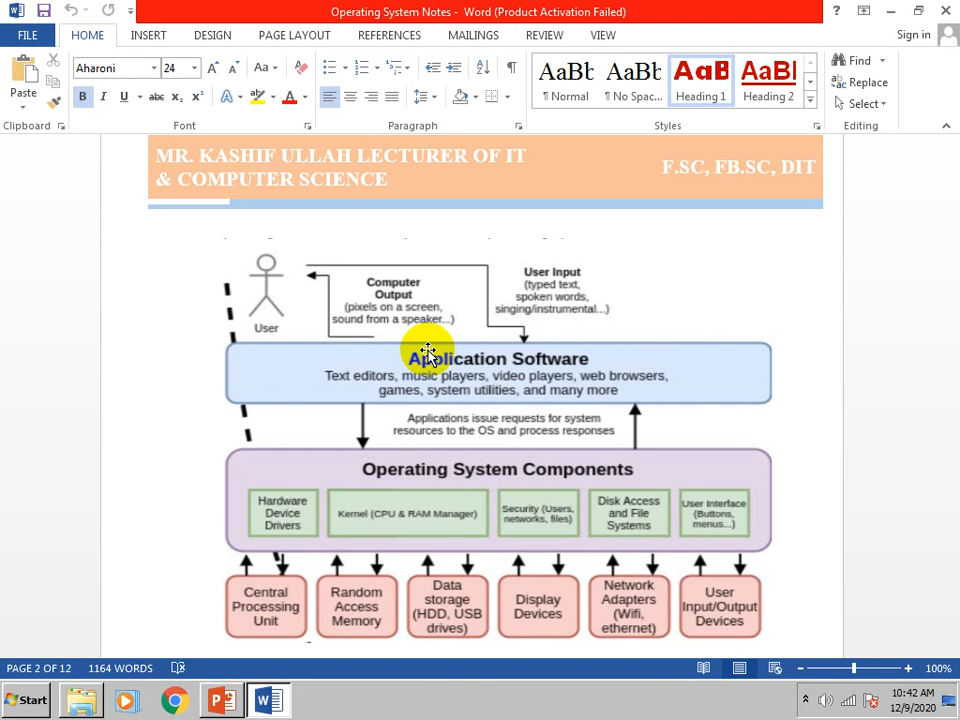 Operating System Notes - Word (Product Activation Failed)
FILE HOME INSERT DESIGN PAGE LAYOUT REFERENCES MAILINGS REVIEW VIEW Sign in
Paste
Aharoni 24 Aa
B I U abc X₂ X² A A
AaBb AaBb AaB AaBl
¶ Normal ¶ No Spac... Heading 1 Heading 2
Find
Replace
Select
Clipboard Font Paragraph Styles Editing
MR. KASHIF ULLAH LECTURER OF IT
& COMPUTER SCIENCE
F.SC, FB.SC, DIT
User
Computer
Output
(pixels on a screen,
sound from a speaker...)
User Input
(typed text,
spoken words,
singing/instrumental...)
Application Software
Text editors, music players, video players, web browsers,
games, system utilities, and many more
Applications issue requests for system
resources to the OS and process responses
Operating System Components
Hardware
Device
Drivers
Kernel (CPU & RAM Manager)
Security (Users,
networks, files)
Disk Access
and File
Systems
User Interface
(Buttons,
menus...)
Central
Processing
Unit
Random
Access
Memory
Data
storage
(HDD, USB
drives)
Display
Devices
Network
Adapters
(Wifi,
ethernet)
User
Input/Output
Devices
PAGE 2 OF 12 1164 WORDS 100%
Start 10:42 AM
12/9/2020